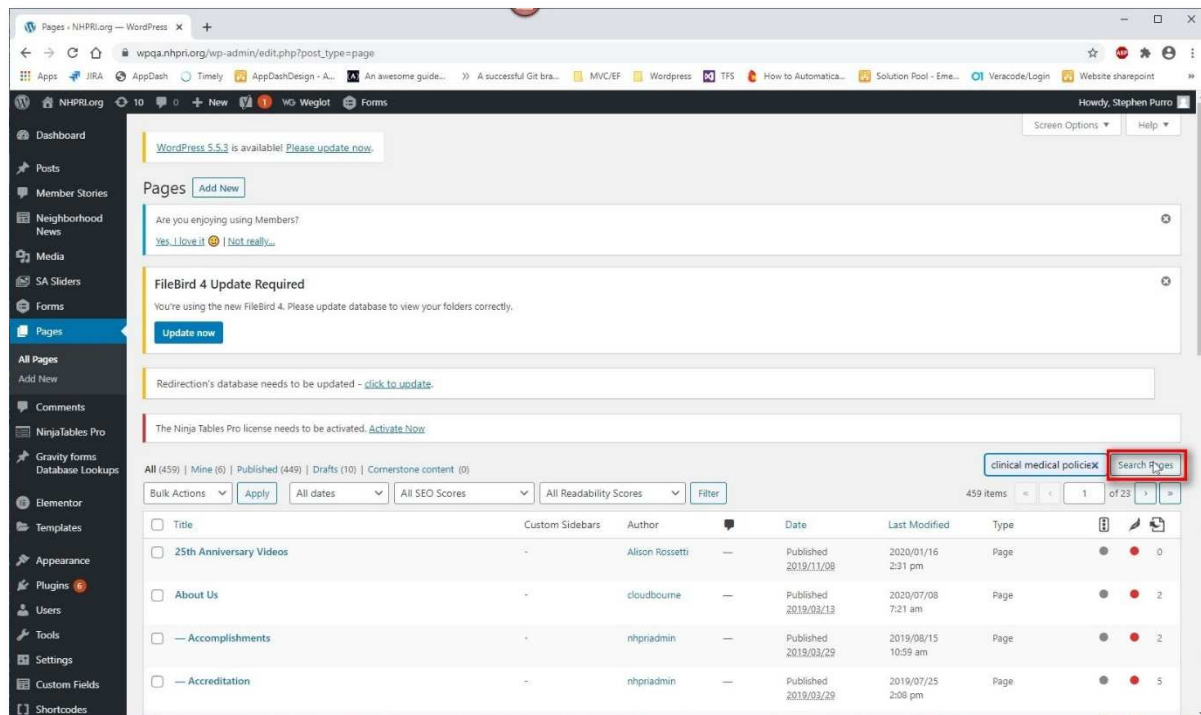 Pages ‹ NHPRI.org — WordPress
wpqa.nhpri.org/wp-admin/edit.php?post_type=page
ABP
Apps JIRA AppDash Timely AppDashDesign - A... An awesome guide... A successful Git bra... MVC/EF Wordpress TFS How to Automatica... Solution Pool - Eme... Veracode/Login Website sharepoint »
NHPRI.org 10 0 + New 1 Weglot Forms Howdy, Stephen Purro
Screen Options Help
Dashboard
Posts
Member Stories
Neighborhood
News
Media
SA Sliders
Forms
Pages
All Pages
Add New
Comments
NinjaTables Pro
Gravity forms
Database Lookups
Elementor
Templates
Appearance
Plugins 6
Users
Tools
Settings
Custom Fields
[ ] Shortcodes
WordPress 5.5.3 is available! Please update now.
Pages Add New
Are you enjoying using Members?
Yes, I love it | Not really...
FileBird 4 Update Required
You're using the new FileBird 4. Please update database to view your folders correctly.
Update now
Redirection's database needs to be updated - click to update.
The Ninja Tables Pro license needs to be activated. Activate Now
All (459) | Mine (6) | Published (449) | Drafts (10) | Cornerstone content (0)
clinical medical policie Search Pages
Bulk Actions Apply All dates All SEO Scores All Readability Scores Filter 459 items « ‹ 1 of 23 › »
Title Custom Sidebars Author Date Last Modified Type
25th Anniversary Videos - Alison Rossetti — Published 2020/01/16 Page 0
2019/11/08 2:31 pm
About Us - cloudbourne — Published 2020/07/08 Page 2
2019/03/13 7:21 am
— Accomplishments - nhpriadmin — Published 2019/08/15 Page 2
2019/03/29 10:59 am
— Accreditation - nhpriadmin — Published 2019/07/25 Page 5
2019/03/29 2:08 pm